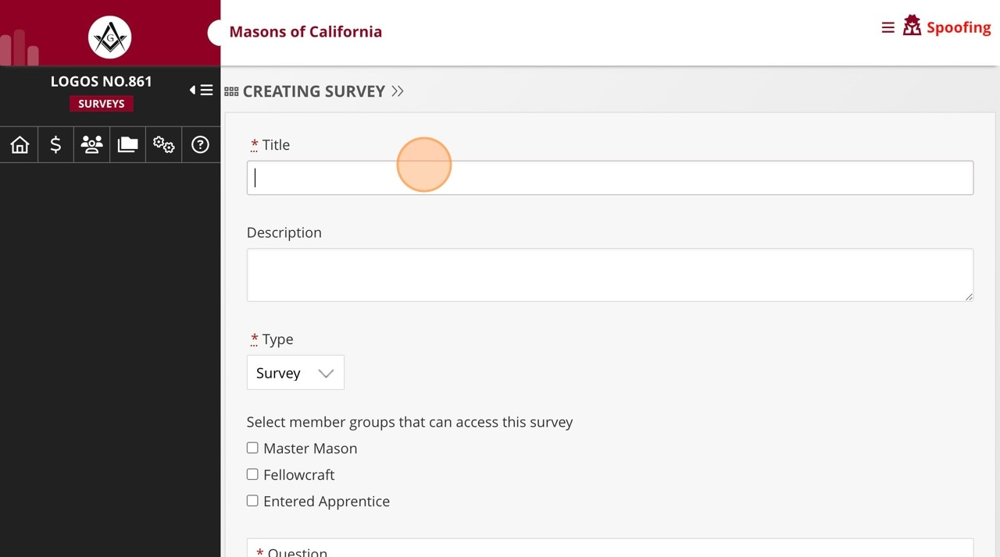 G
Masons of California
Spoofing
LOGOS NO.861
SURVEYS
CREATING SURVEY
* Title
Description
* Type
Survey
Select member groups that can access this survey
Master Mason
Fellowcraft
Entered Apprentice
* Question